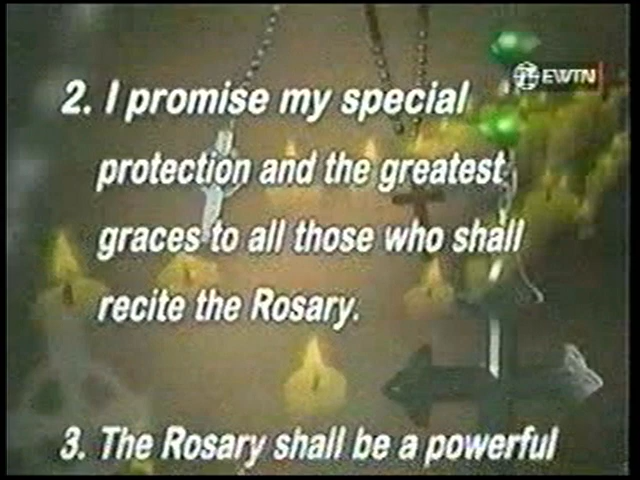 EWTN
2. I promise my special
protection and the greatest
graces to all those who shall
recite the Rosary.
3. The Rosary shall be a powerful